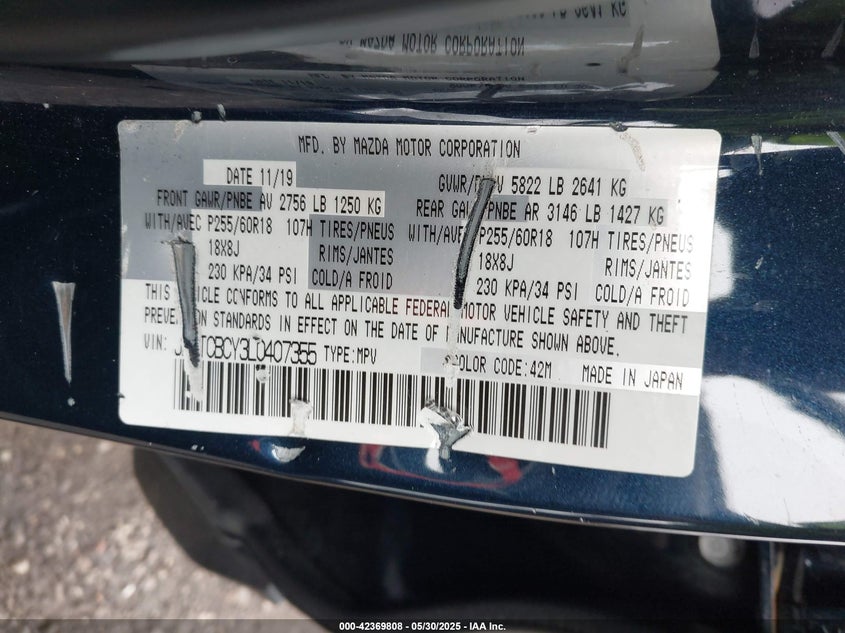 MAZDA MOTOR CORPORATION
MFD. BY MAZDA MOTOR CORPORATION
DATE 11/19 5822 LB 2641 KG
FRONT GAWR/PNBE AV 2756 LB 1250 KG REAR AR 3146 LB 1427 KG
WITH/AVEC P255/60R18 107H TIRES/PNEUS WITH/AVEC P255/60R18 107H TIRES/PNEUS
18X8J RIMS/JANTES 18X8J RIMS/JANTES
230 KPA/34 PSI COLD/A FROID 230 KPA/34 PSI COLD/A FROID
THIS VEHICLE CONFORMS TO ALL APPLICABLE FEDERAL MOTOR VEHICLE SAFETY AND THEFT
PREVENTION STANDARDS IN EFFECT ON THE DATE OF MANUFACTURE SHOWN ABOVE.
VIN: TCBCY3L0407355 TYPE:MPV COLOR CODE:42M MADE IN JAPAN
000-42369808 - 05/30/2025 - IAA Inc.